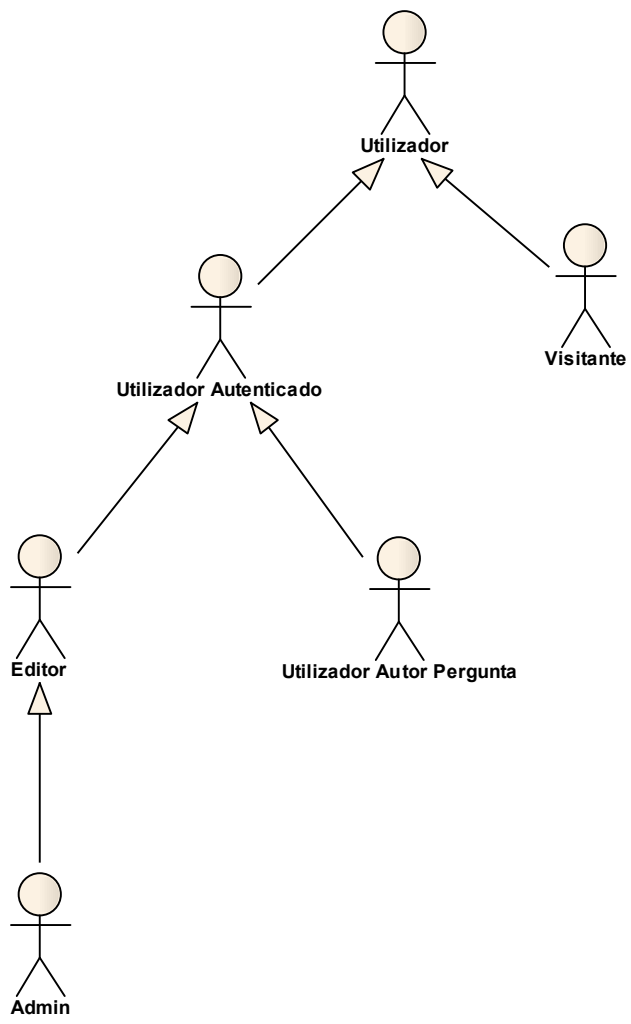 Utilizador
Visitante
Utilizador Autenticado
Editor
Utilizador Autor Pergunta
Admin